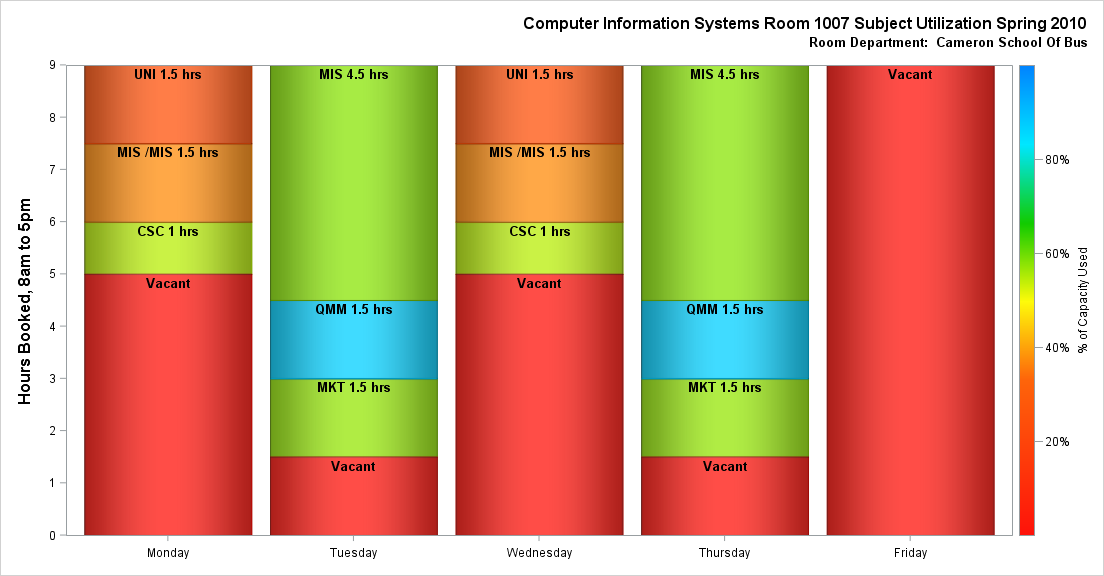 Computer Information Systems Room 1007 Subject Utilization Spring 2010
Room Department:  Cameron School Of Bus
Hours Booked, 8am to 5pm
9
8
7
6
5
4
3
2
1
0
UNI 1.5 hrs
MIS /MIS 1.5 hrs
CSC 1 hrs
Vacant
MIS 4.5 hrs
QMM 1.5 hrs
MKT 1.5 hrs
Vacant
UNI 1.5 hrs
MIS /MIS 1.5 hrs
CSC 1 hrs
Vacant
MIS 4.5 hrs
QMM 1.5 hrs
MKT 1.5 hrs
Vacant
Vacant
Monday
Tuesday
Wednesday
Thursday
Friday
80%
60%
40%
20%
% of Capacity Used